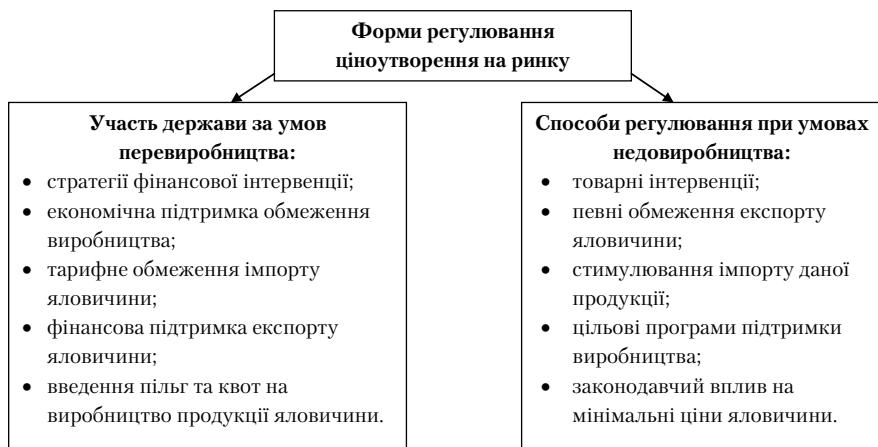 Форми регулювання
ціноутворення на ринку
Участь держави за умов
перевиробництва:
• стратегії фінансової інтервенції;
• економічна підтримка обмеження
виробництва;
• тарифне обмеження імпорту
яловичини;
• фінансова підтримка експорту
яловичини;
• введення пільг та квот на
виробництво продукції яловичини.
Способи регулювання при умовах
недовиробництва:
• товарні інтервенції;
• певні обмеження експорту
яловичини;
• стимулювання імпорту даної
продукції;
• цільові програми підтримки
виробництва;
• законодавчий вплив на
мінімальні ціни яловичини.